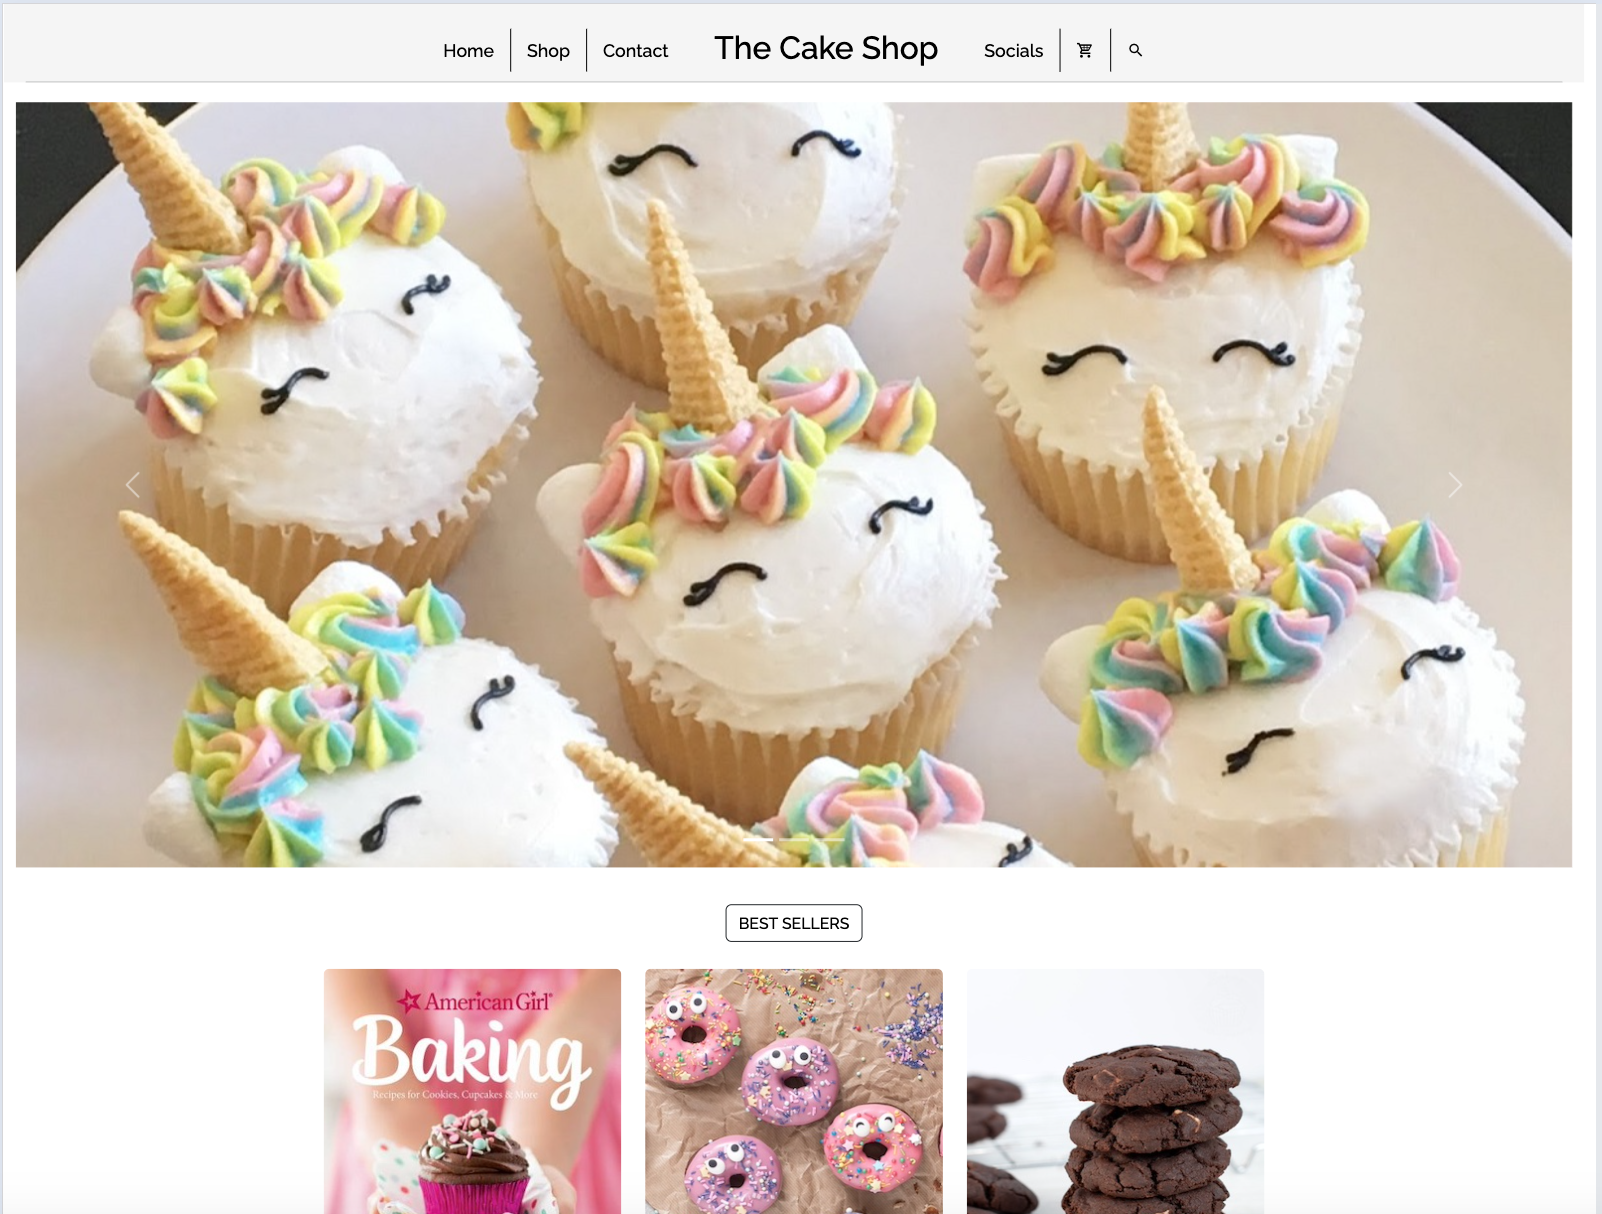 Home Shop Contact The Cake Shop Socials
BEST SELLERS
American Girl
Baking
Recipes for Cookies, Cupcakes & More